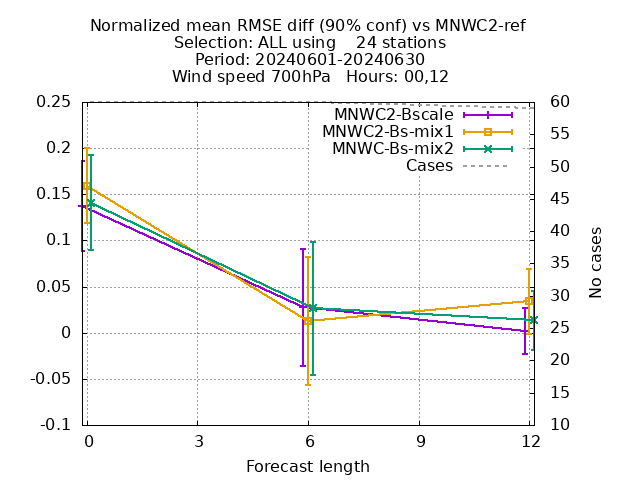 Normalized mean RMSE diff (90% conf) vs MNWC2-ref
Selection: ALL using    24 stations
Period: 20240601-20240630
Wind speed 700hPa   Hours: 00,12
MNWC2-Bscale
MNWC2-Bs-mix1
MNWC-Bs-mix2
Cases
0.25
0.2
0.15
0.1
0.05
0
-0.05
-0.1
60
55
50
45
40
35
30
25
20
15
10
No cases
0 3 6 9 12
Forecast length